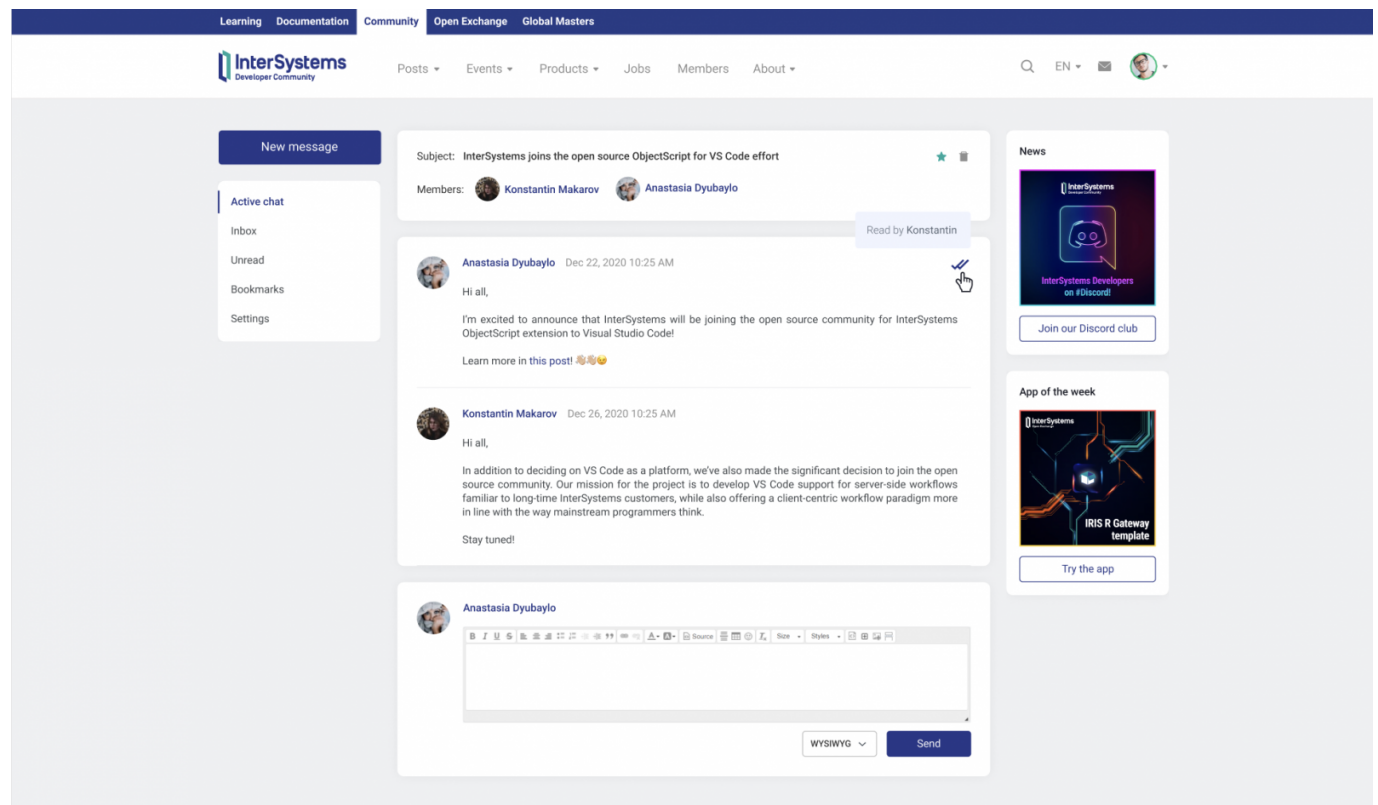 Learning Documentation Community Open Exchange Global Masters
InterSystems
Developer Community
Posts Events Products Jobs Members About
EN
New message
Active chat
Inbox
Unread
Bookmarks
Settings
Subject: InterSystems joins the open source ObjectScript for VS Code effort
Members: Konstantin Makarov Anastasia Dyubaylo
Read by Konstantin
Anastasia Dyubaylo Dec 22, 2020 10:25 AM
Hi all,
I'm excited to announce that InterSystems will be joining the open source community for InterSystems
ObjectScript extension to Visual Studio Code!
Learn more in this post! 👏🏼👏🏼😉
Konstantin Makarov Dec 26, 2020 10:25 AM
Hi all,
In addition to deciding on VS Code as a platform, we've also made the significant decision to join the open
source community. Our mission for the project is to develop VS Code support for server-side workflows
familiar to long-time InterSystems customers, while also offering a client-centric workflow paradigm more
in line with the way mainstream programmers think.
Stay tuned!
Anastasia Dyubaylo
B I U S Source Size Styles
WYSIWYG Send
News
InterSystems
Developer Community
InterSystems Developers
on #Discord!
Join our Discord club
App of the week
InterSystems
IRIS R Gateway
template
Try the app